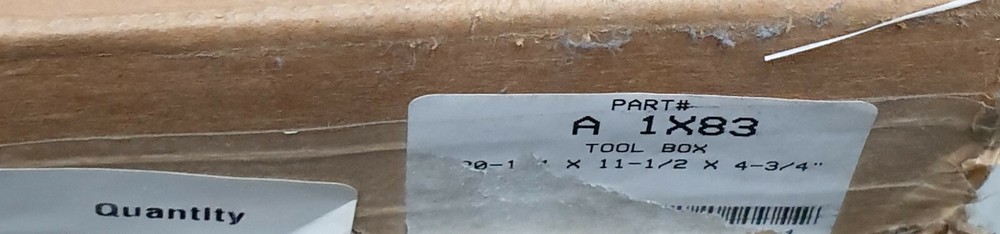 PART#
A 1X83
TOOL BOX
X 11-1/2 X 4-3/4"
Quantity